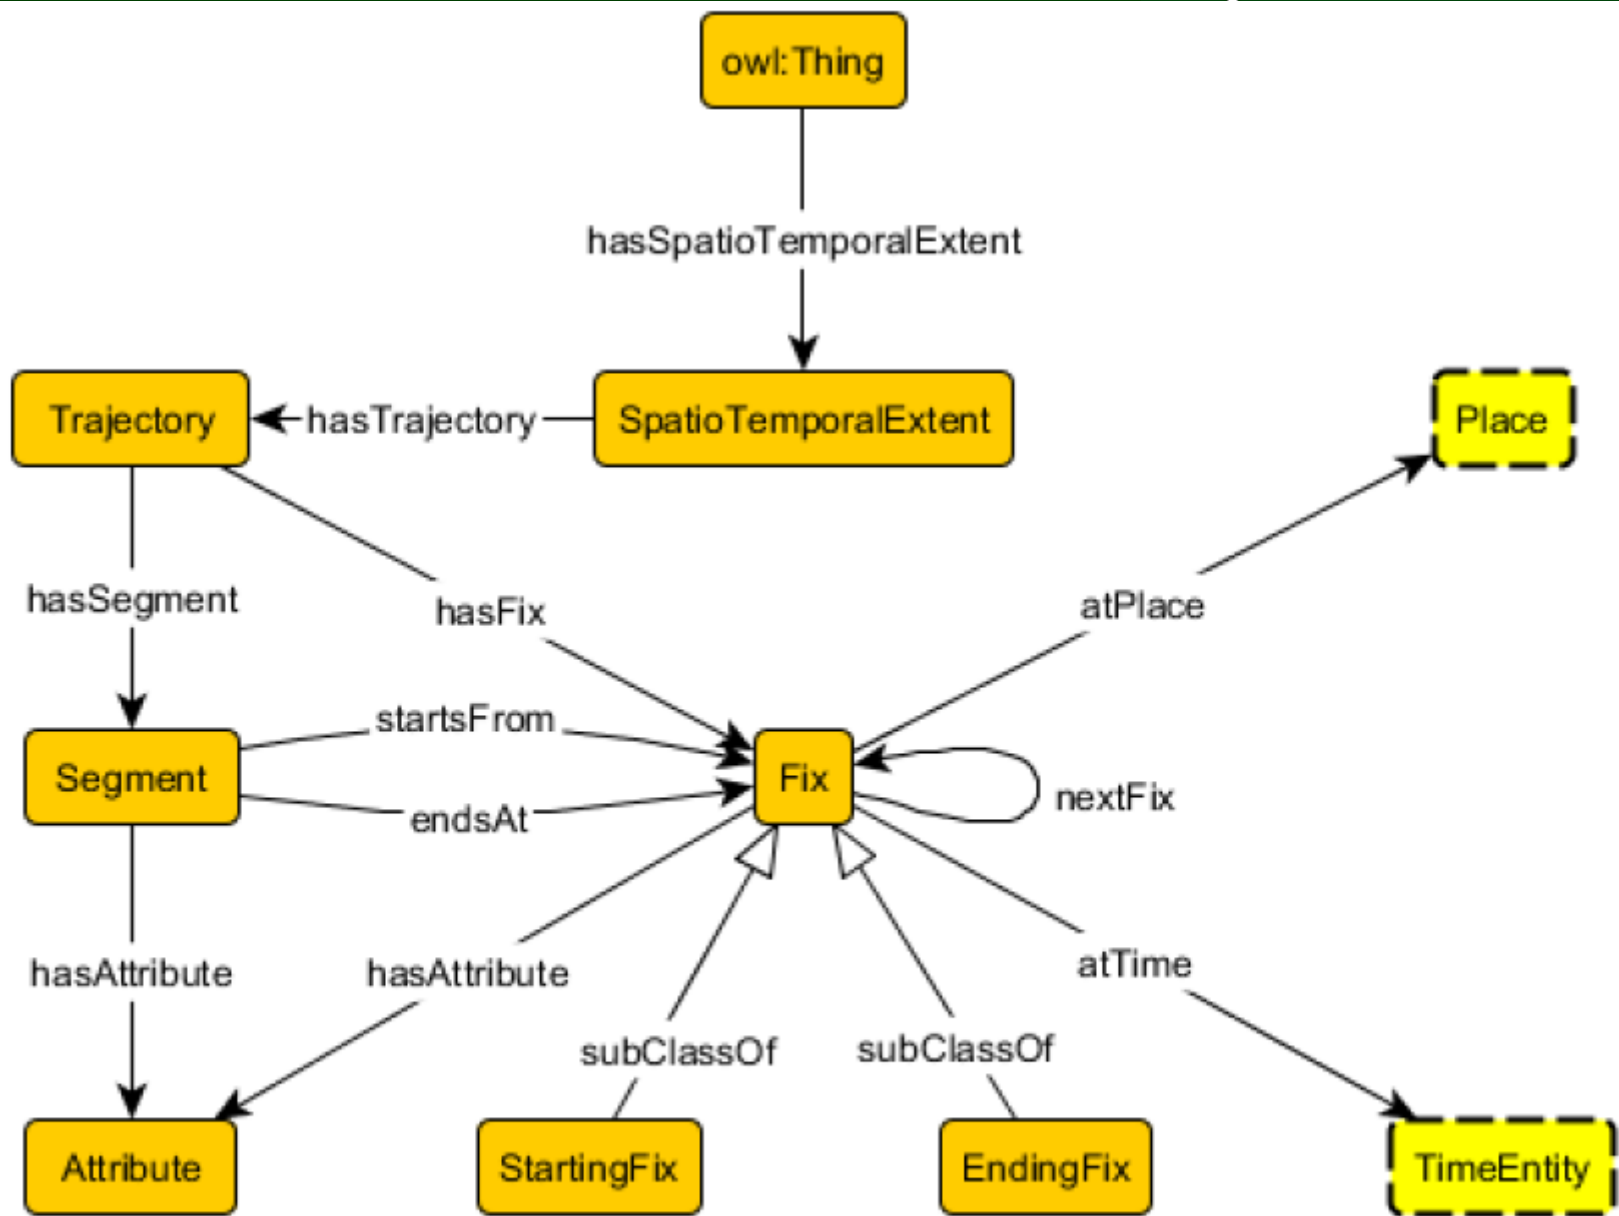 owl:Thing
hasSpatioTemporalExtent
Trajectory
hasTrajectory
SpatioTemporalExtent
Place
hasSegment
hasFix
atPlace
startsFrom
Segment
endsAt
Fix
nextFix
hasAttribute
hasAttribute
atTime
subClassOf
subClassOf
Attribute
StartingFix
EndingFix
TimeEntity